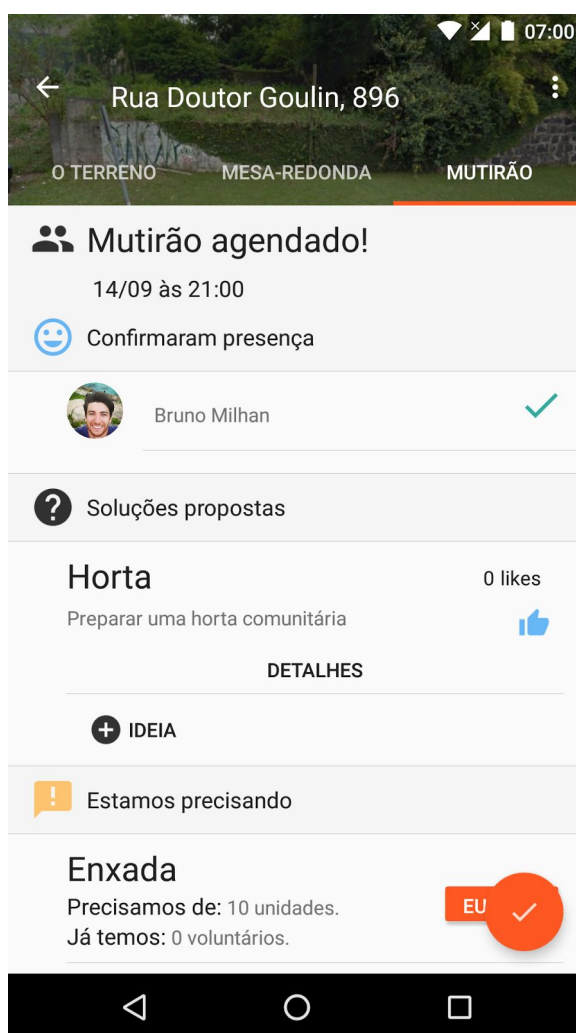 07:00
Rua Doutor Goulin, 896
O TERRENO MESA-REDONDA MUTIRÃO
Mutirão agendado!
14/09 às 21:00
Confirmaram presença
Bruno Milhan
Soluções propostas
Horta
0 likes
Preparar uma horta comunitária
DETALHES
IDEIA
Estamos precisando
Enxada
Precisamos de: 10 unidades.
EU
Já temos: 0 voluntários.